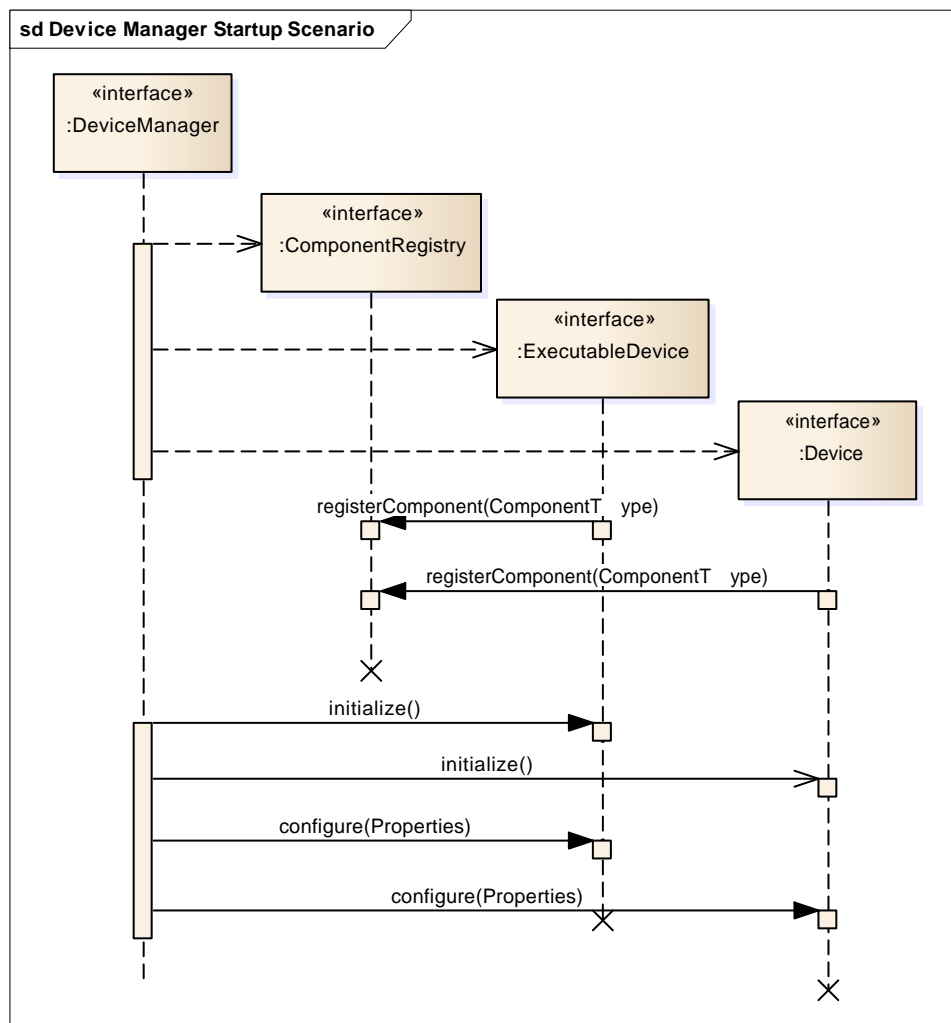 sd Device Manager Startup Scenario
«interface»
:DeviceManager
«interface»
:ComponentRegistry
«interface»
:ExecutableDevice
«interface»
:Device
registerComponent(ComponentT ype)
registerComponent(ComponentT ype)
initialize()
initialize()
configure(Properties)
configure(Properties)